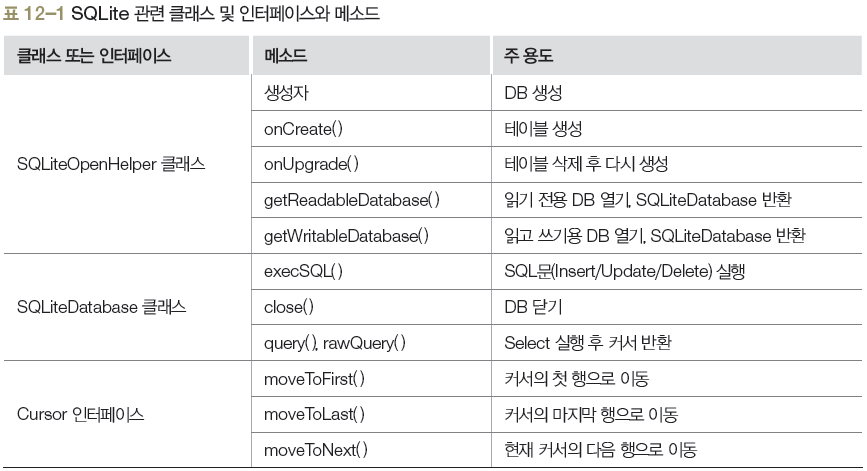 표 12-1 SQLite 관련 클래스 및 인터페이스와 메소드
클래스 또는 인터페이스 메소드 주 용도
SQLiteOpenHelper 클래스
생성자 DB 생성
onCreate() 테이블 생성
onUpgrade() 테이블 삭제 후 다시 생성
getReadableDatabase() 읽기 전용 DB 열기, SQLiteDatabase 반환
getWritableDatabase() 읽고 쓰기용 DB 열기, SQLiteDatabase 반환
SQLiteDatabase 클래스
execSQL() SQL문(Insert/Update/Delete) 실행
close() DB 닫기
query(), rawQuery() Select 실행 후 커서 반환
Cursor 인터페이스
moveToFirst() 커서의 첫 행으로 이동
moveToLast() 커서의 마지막 행으로 이동
moveToNext() 현재 커서의 다음 행으로 이동